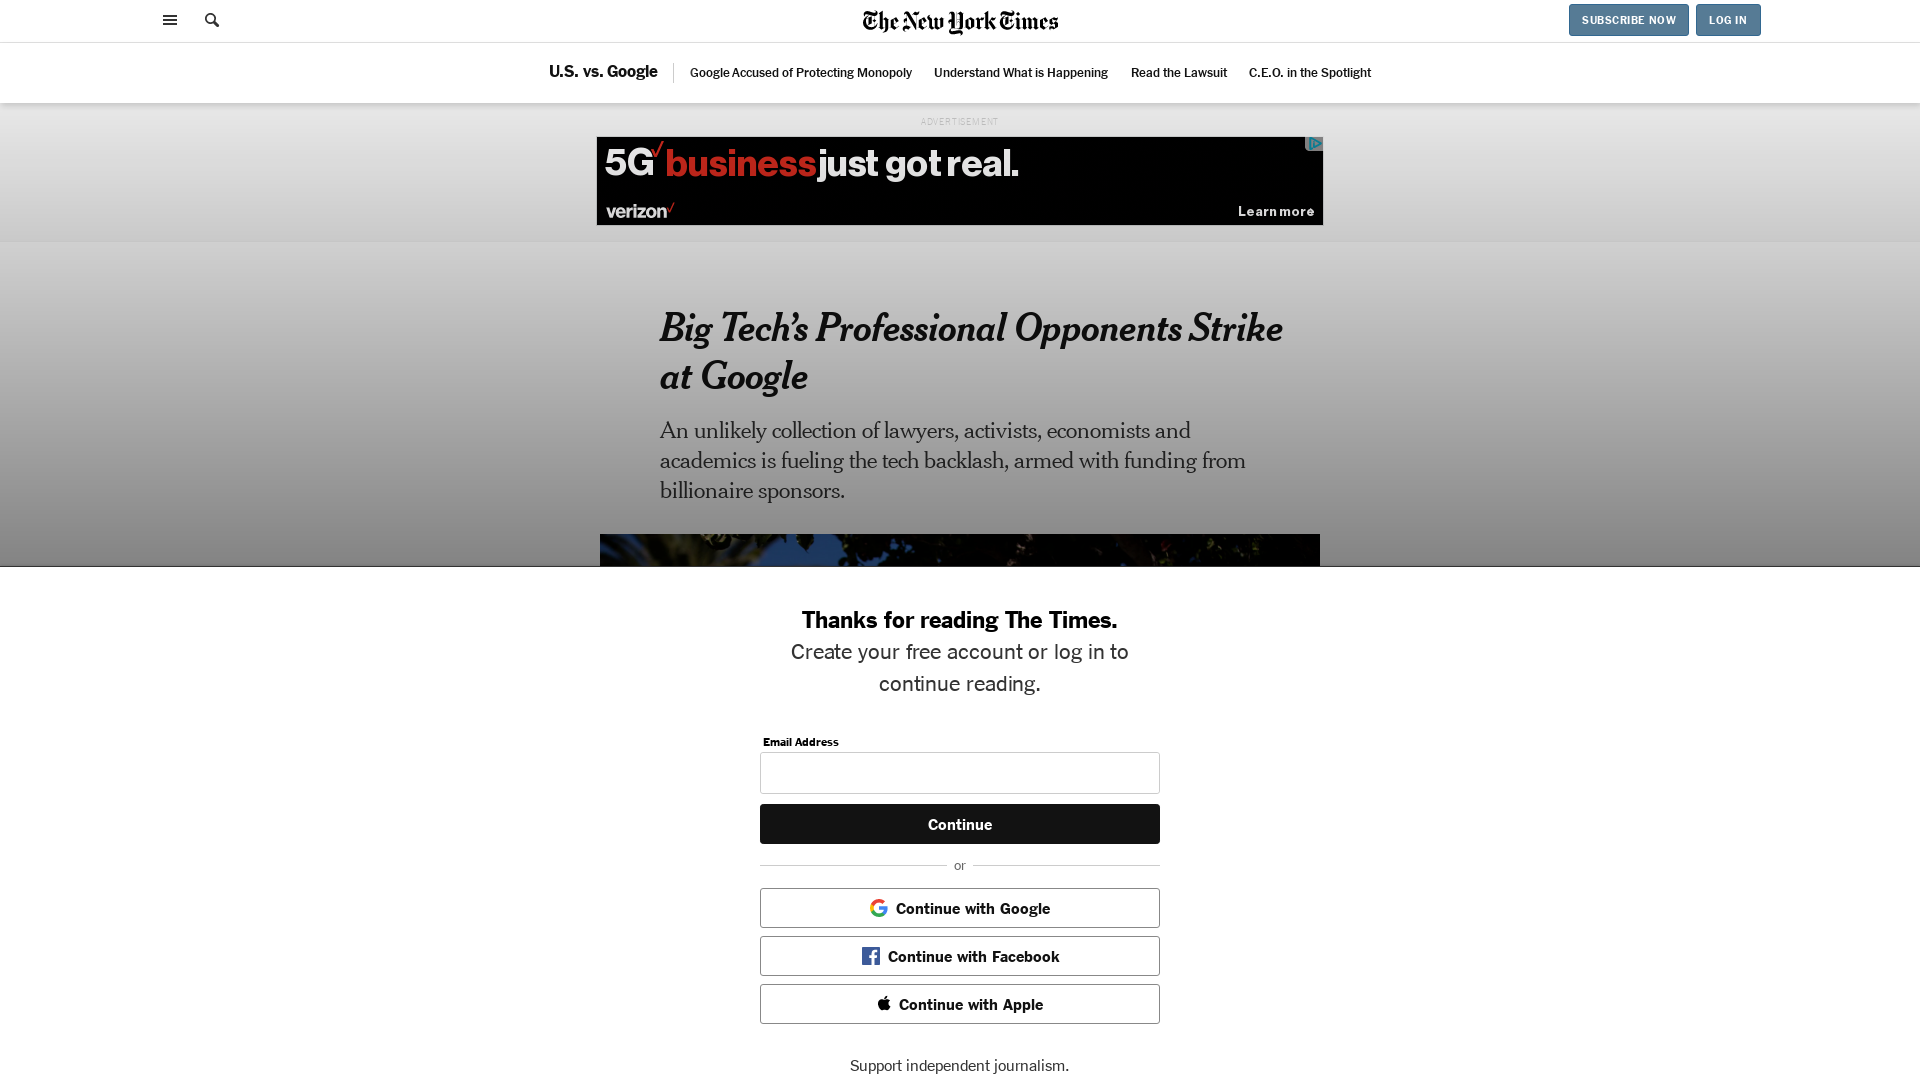 The New York Times
SUBSCRIBE NOW
LOG IN
U.S. vs. Google
Google Accused of Protecting Monopoly
Understand What is Happening
Read the Lawsuit
C.E.O. in the Spotlight
ADVERTISEMENT
5G business just got real.
verizon
Learn more
Big Tech’s Professional Opponents Strike
at Google
An unlikely collection of lawyers, activists, economists and
academics is fueling the tech backlash, armed with funding from
billionaire sponsors.
Thanks for reading The Times.
Create your free account or log in to
continue reading.
Email Address
Continue
or
Continue with Google
Continue with Facebook
Continue with Apple
Support independent journalism.